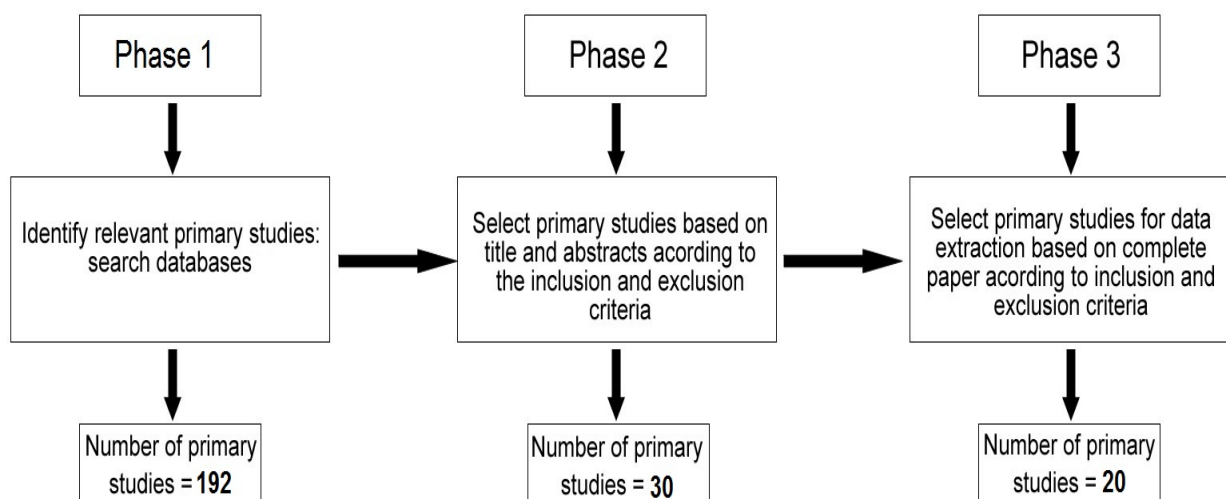 Phase 1
Identify relevant primary studies:
search databases
Number of primary
studies = 192
Phase 2
Select primary studies based on
title and abstracts acording to
the inclusion and exclusion
criteria
Number of primary
studies = 30
Phase 3
Select primary studies for data
extraction based on complete
paper acording to inclusion and
exclusion criteria
Number of primary
studies = 20